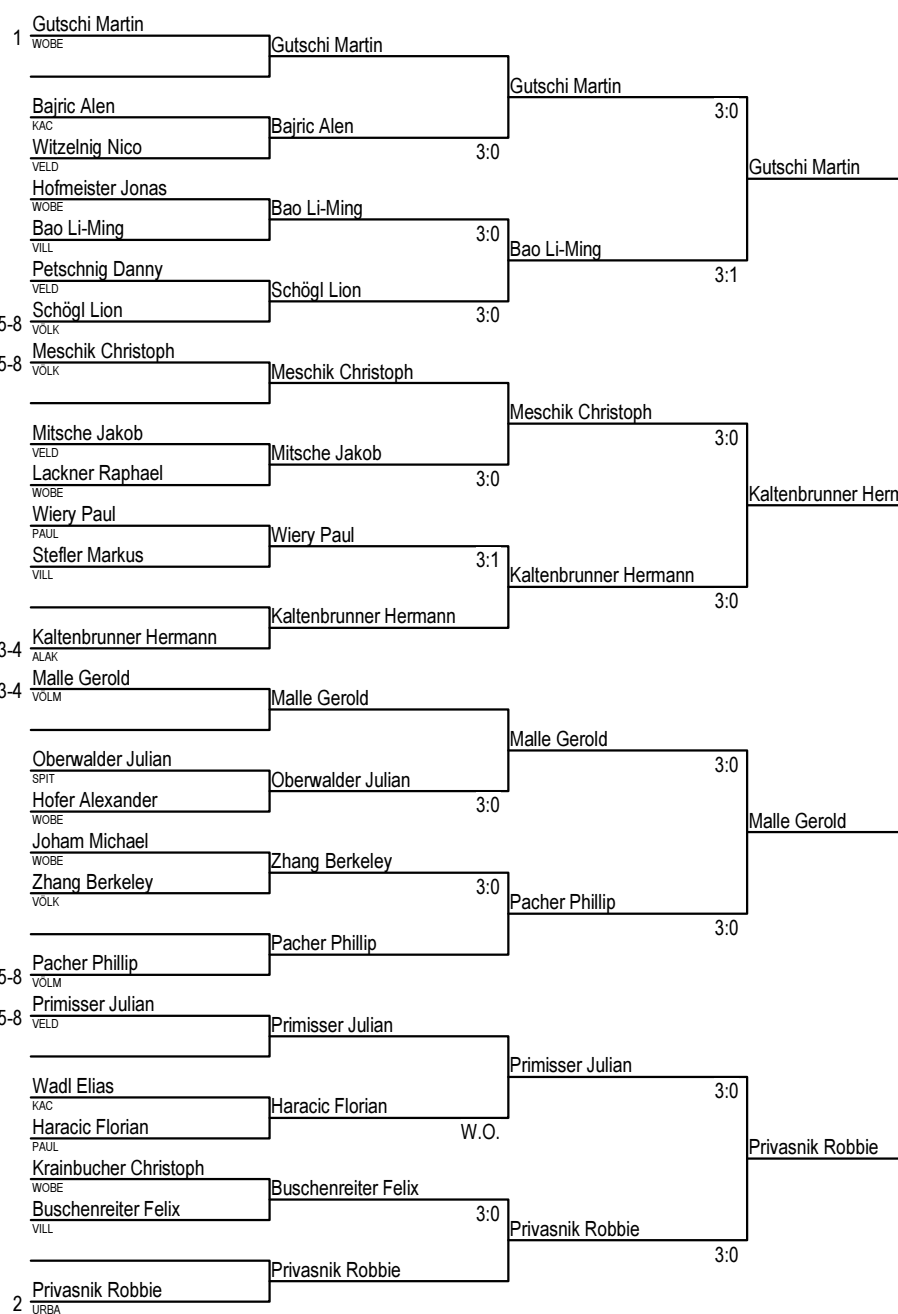 Gutschi Martin
1
WOBE
Gutschi Martin
Gutschi Martin
3:0
Bajric Alen
KAC
Bajric Alen
Witzelnig Nico
3:0
VELD
Gutschi Martin
Hofmeister Jonas
WOBE
Bao Li-Ming
Bao Li-Ming
3:0
VILL
Bao Li-Ming
Petschnig Danny
3:1
VELD
Schögl Lion
Schögl Lion
3:0
5-8
VÖLK
Meschik Christoph
5-8
VÖLK
Meschik Christoph
Meschik Christoph
3:0
Mitsche Jakob
VELD
Mitsche Jakob
Lackner Raphael
3:0
WOBE
Kaltenbrunner Herm
Wiery Paul
PAUL
Wiery Paul
Stefler Markus
3:1
VILL
Kaltenbrunner Hermann
3:0
Kaltenbrunner Hermann
Kaltenbrunner Hermann
3-4
ALAK
Malle Gerold
3-4
VÖLM
Malle Gerold
Malle Gerold
3:0
Oberwalder Julian
SPIT
Oberwalder Julian
Hofer Alexander
3:0
WOBE
Malle Gerold
Joham Michael
WOBE
Zhang Berkeley
Zhang Berkeley
3:0
VÖLK
Pacher Phillip
3:0
Pacher Phillip
Pacher Phillip
5-8
VÖLM
Primisser Julian
5-8
VELD
Primisser Julian
Primisser Julian
3:0
Wadl Elias
KAC
Haracic Florian
Haracic Florian
W.O.
PAUL
Privasnik Robbie
Krainbucher Christoph
WOBE
Buschenreiter Felix
Buschenreiter Felix
3:0
VILL
Privasnik Robbie
3:0
Privasnik Robbie
Privasnik Robbie
2
URBA